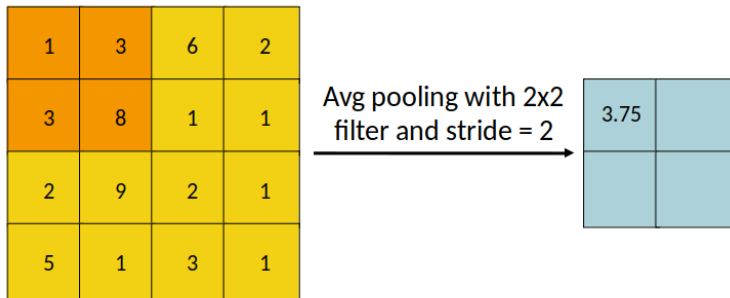 1 3 6 2
3 8 1 1
2 9 2 1
5 1 3 1
Avg pooling with 2x2
filter and stride = 2
3.75